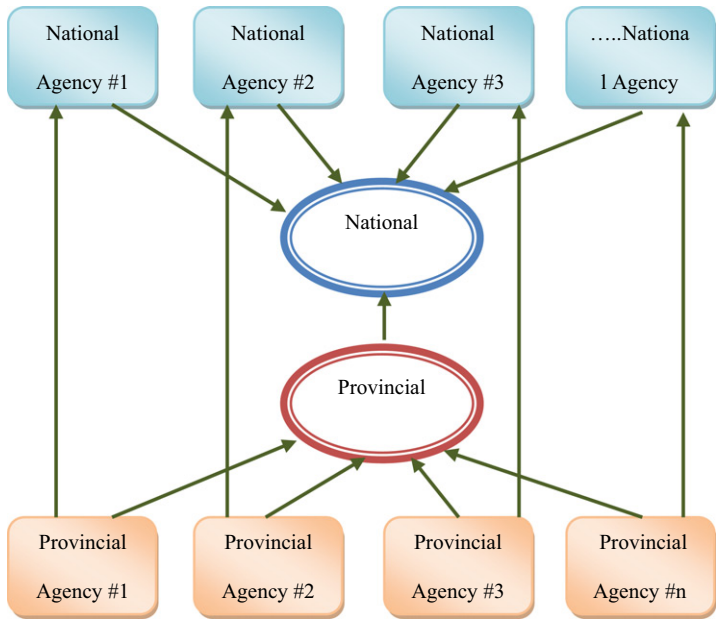 National
Agency #1
National
Agency #2
National
Agency #3
…..Nationa
l Agency
National
Provincial
Provincial
Agency #1
Provincial
Agency #2
Provincial
Agency #3
Provincial
Agency #n